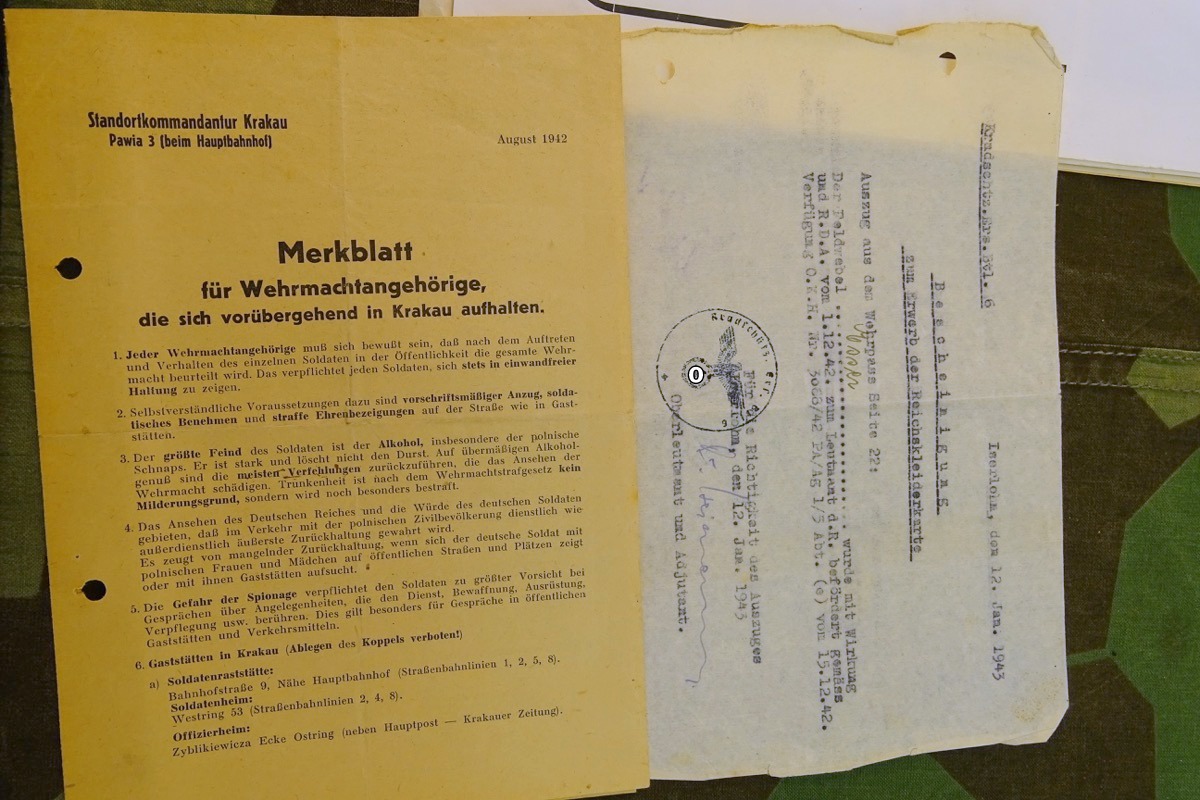 Standortkommandantur Krakau
Pawia 3 (beim Hauptbahnhof)
August 1942
Merkblatt
für Wehrmachtangehörige,
die sich vorübergehend in Krakau aufhalten.
1. Jeder Wehrmachtangehörige muß sich bewußt sein, daß nach dem Auftreten
und Verhalten des einzelnen Soldaten in der Öffentlichkeit die gesamte Wehr-
macht beurteilt wird. Das verpflichtet jeden Soldaten, sich stets in einwandfreier
Haltung zu zeigen.
2. Selbstverständliche Voraussetzungen dazu sind vorschriftsmäßiger Anzug, solda-
tisches Benehmen und straffe Ehrenbezeigungen auf der Straße wie in Gast-
stätten.
3. Der größte Feind des Soldaten ist der Alkohol, insbesondere der polnische
Schnaps. Er ist stark und löscht nicht den Durst. Auf übermäßigen Alkohol-
genuß sind die meisten Verfehlungen zurückzuführen, die das Ansehen der
Wehrmacht schädigen. Trunkenheit ist nach dem Wehrmachtstrafgesetz kein
Milderungsgrund, sondern wird noch besonders bestraft.
4. Das Ansehen des Deutschen Reiches und die Würde des deutschen Soldaten
gebieten, daß im Verkehr mit der polnischen Zivilbevölkerung dienstlich wie
außerdienstlich äußerste Zurückhaltung gewahrt wird.
Es zeugt von mangelnder Zurückhaltung, wenn sich der deutsche Soldat mit
polnischen Frauen und Mädchen auf öffentlichen Straßen und Plätzen zeigt
oder mit ihnen Gaststätten aufsucht.
5. Die Gefahr der Spionage verpflichtet den Soldaten zu größter Vorsicht bei
Gesprächen über Angelegenheiten, die den Dienst, Bewaffnung, Ausrüstung,
Verpflegung usw. berühren. Dies gilt besonders für Gespräche in öffentlichen
Gaststätten und Verkehrsmitteln.
6. Gaststätten in Krakau (Ablegen des Koppels verboten!)
a) Soldatenraststätte:
Bahnhofstraße 9, Nähe Hauptbahnhof (Straßenbahnlinien 1, 2, 5, 8).
Soldatenheim:
Westring 53 (Straßenbahnlinien 2, 4, 8).
Offizierheim:
Zyblikiewicza Ecke Ostring (neben Hauptpost — Krakauer Zeitung).
Kradschtz.Ers.Btl. 6
Iserlohn, den 12. Jan. 1943
Bescheinigung
zum Erwerb der Reichskleiderkarte
Auszug aus dem Wehrpass Seite 22:
Der Feldwebel ............ wurde mit Wirkung
und R.D.A. vom 1.12.42. zum Leutnant d.R. befördert gemäss
Verfügung O.K.H. Nr. 3068/42 PA/Ag 1/5 Abt. (e) vom 15.12.42.
Für die Richtigkeit des Auszuges
Iserlohn, den 12. Jan. 1943
Oberleutnant und Adjutant.